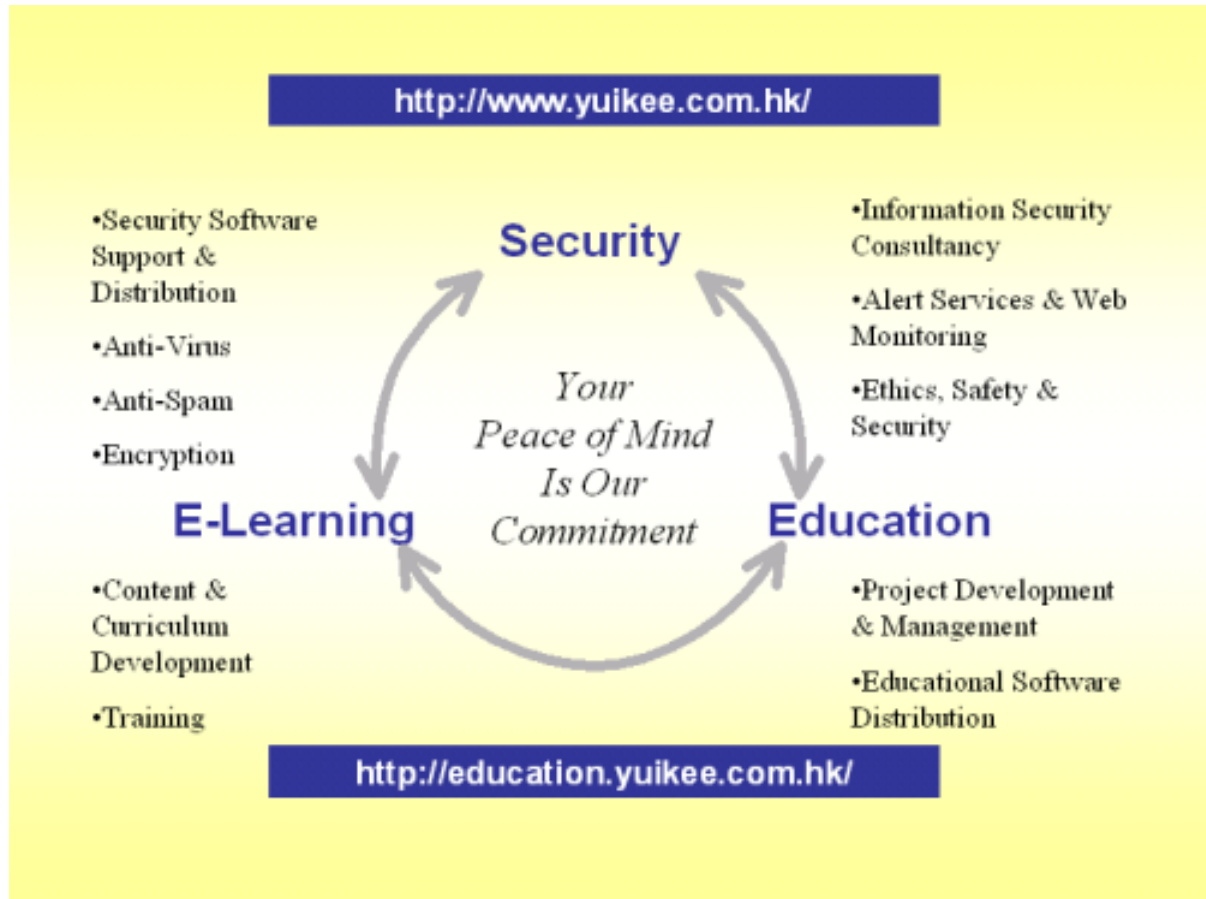 http://www.yuikee.com.hk/
•Security Software
Support &
Distribution
•Anti-Virus
•Anti-Spam
•Encryption
Security
•Information Security
Consultancy
•Alert Services & Web
Monitoring
•Ethics, Safety &
Security
Your
Peace of Mind
Is Our
Commitment
E-Learning
Education
•Content &
Curriculum
Development
•Training
•Project Development
& Management
•Educational Software
Distribution
http://education.yuikee.com.hk/